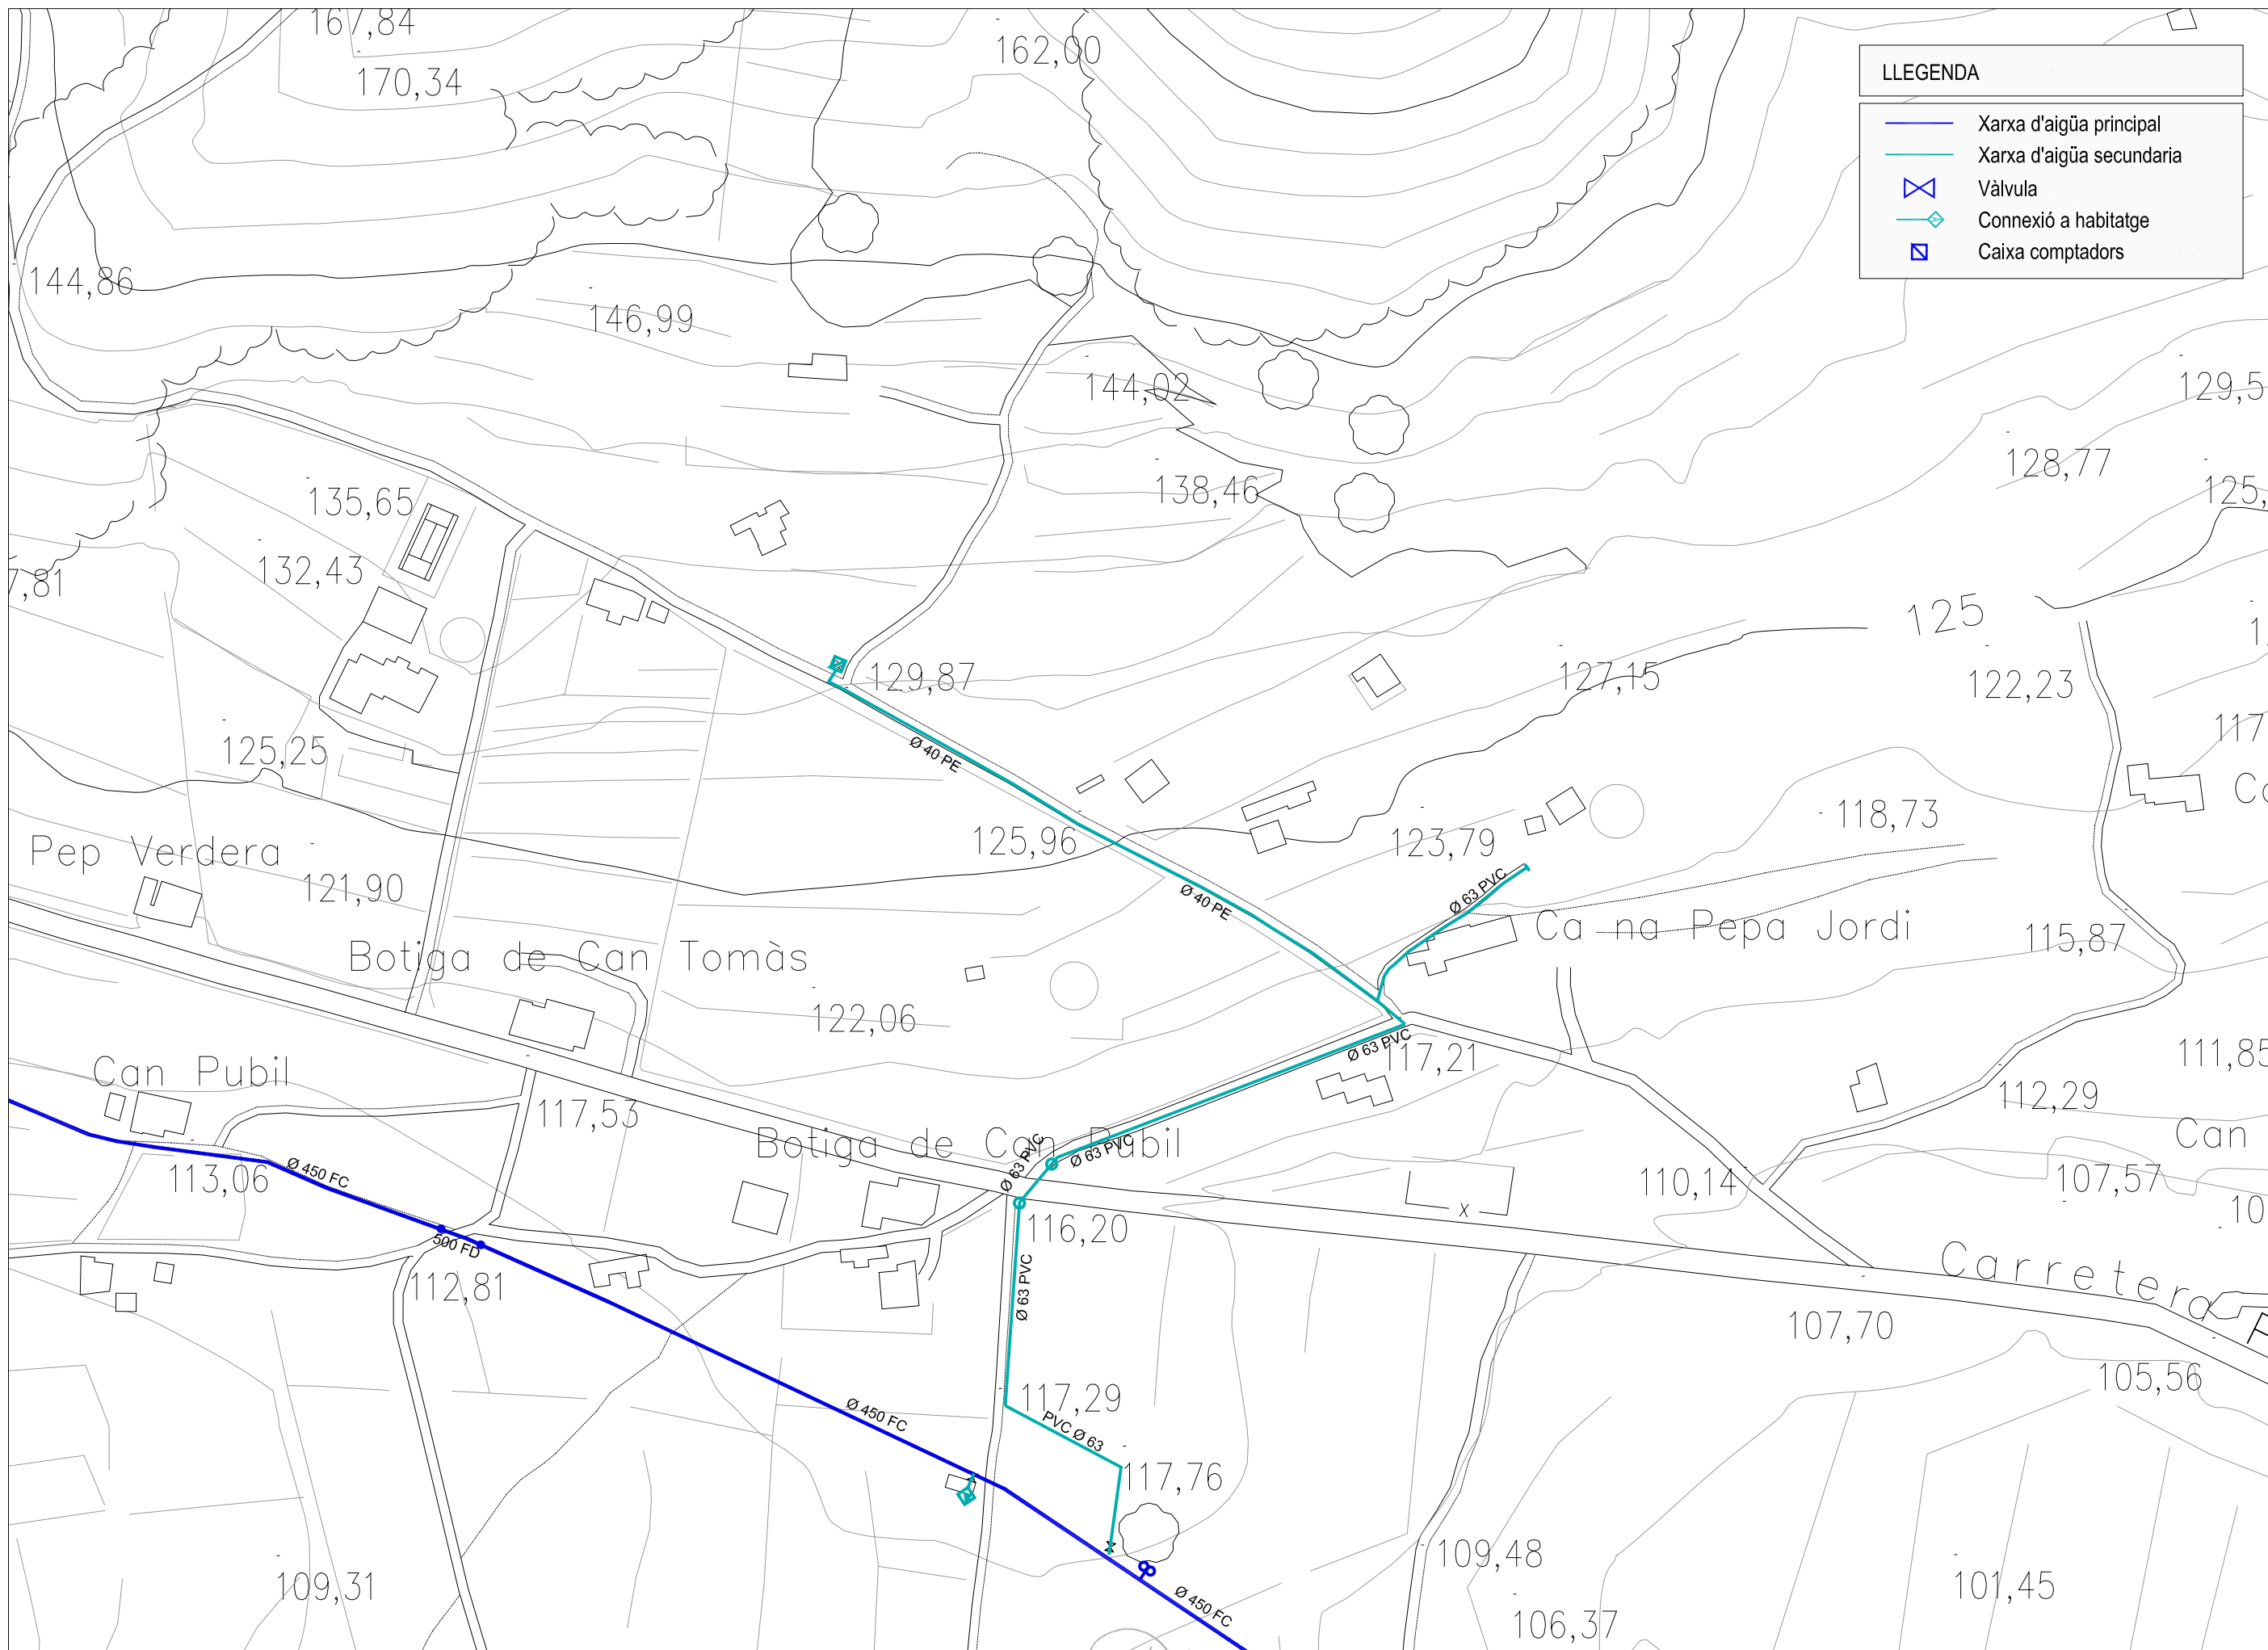 167,84
170,34
162,00
LLEGENDA
Xarxa d'aigüa principal
Xarxa d'aigüa secundaria
Vàlvula
Connexió a habitatge
Caixa comptadors
144,86
146,99
144,02
129,5
128,77
125,
138,46
135,65
132,43
7,81
125
129,87
127,15
122,23
117
125,25
Ø 40 PE
125,96
123,79
118,73
Pep Verdera
121,90
Ø 40 PE
Ø 63 PVC
Ca na Pepa Jordi
115,87
Botiga de Can Tomàs
122,06
Ø 63 PVC
117,21
111,85
Can Pubil
117,53
112,29
Botiga de Can Pubil
Ø 63 PVC
Ø 63 PVC
Can
113,06
Ø 450 FC
110,14
107,57
10
116,20
500 FD
112,81
Ø 63 PVC
X
Carretera
107,70
105,56
117,29
Ø 450 FC
PVC Ø 63
117,76
109,48
109,31
Ø 450 FC
101,45
106,37